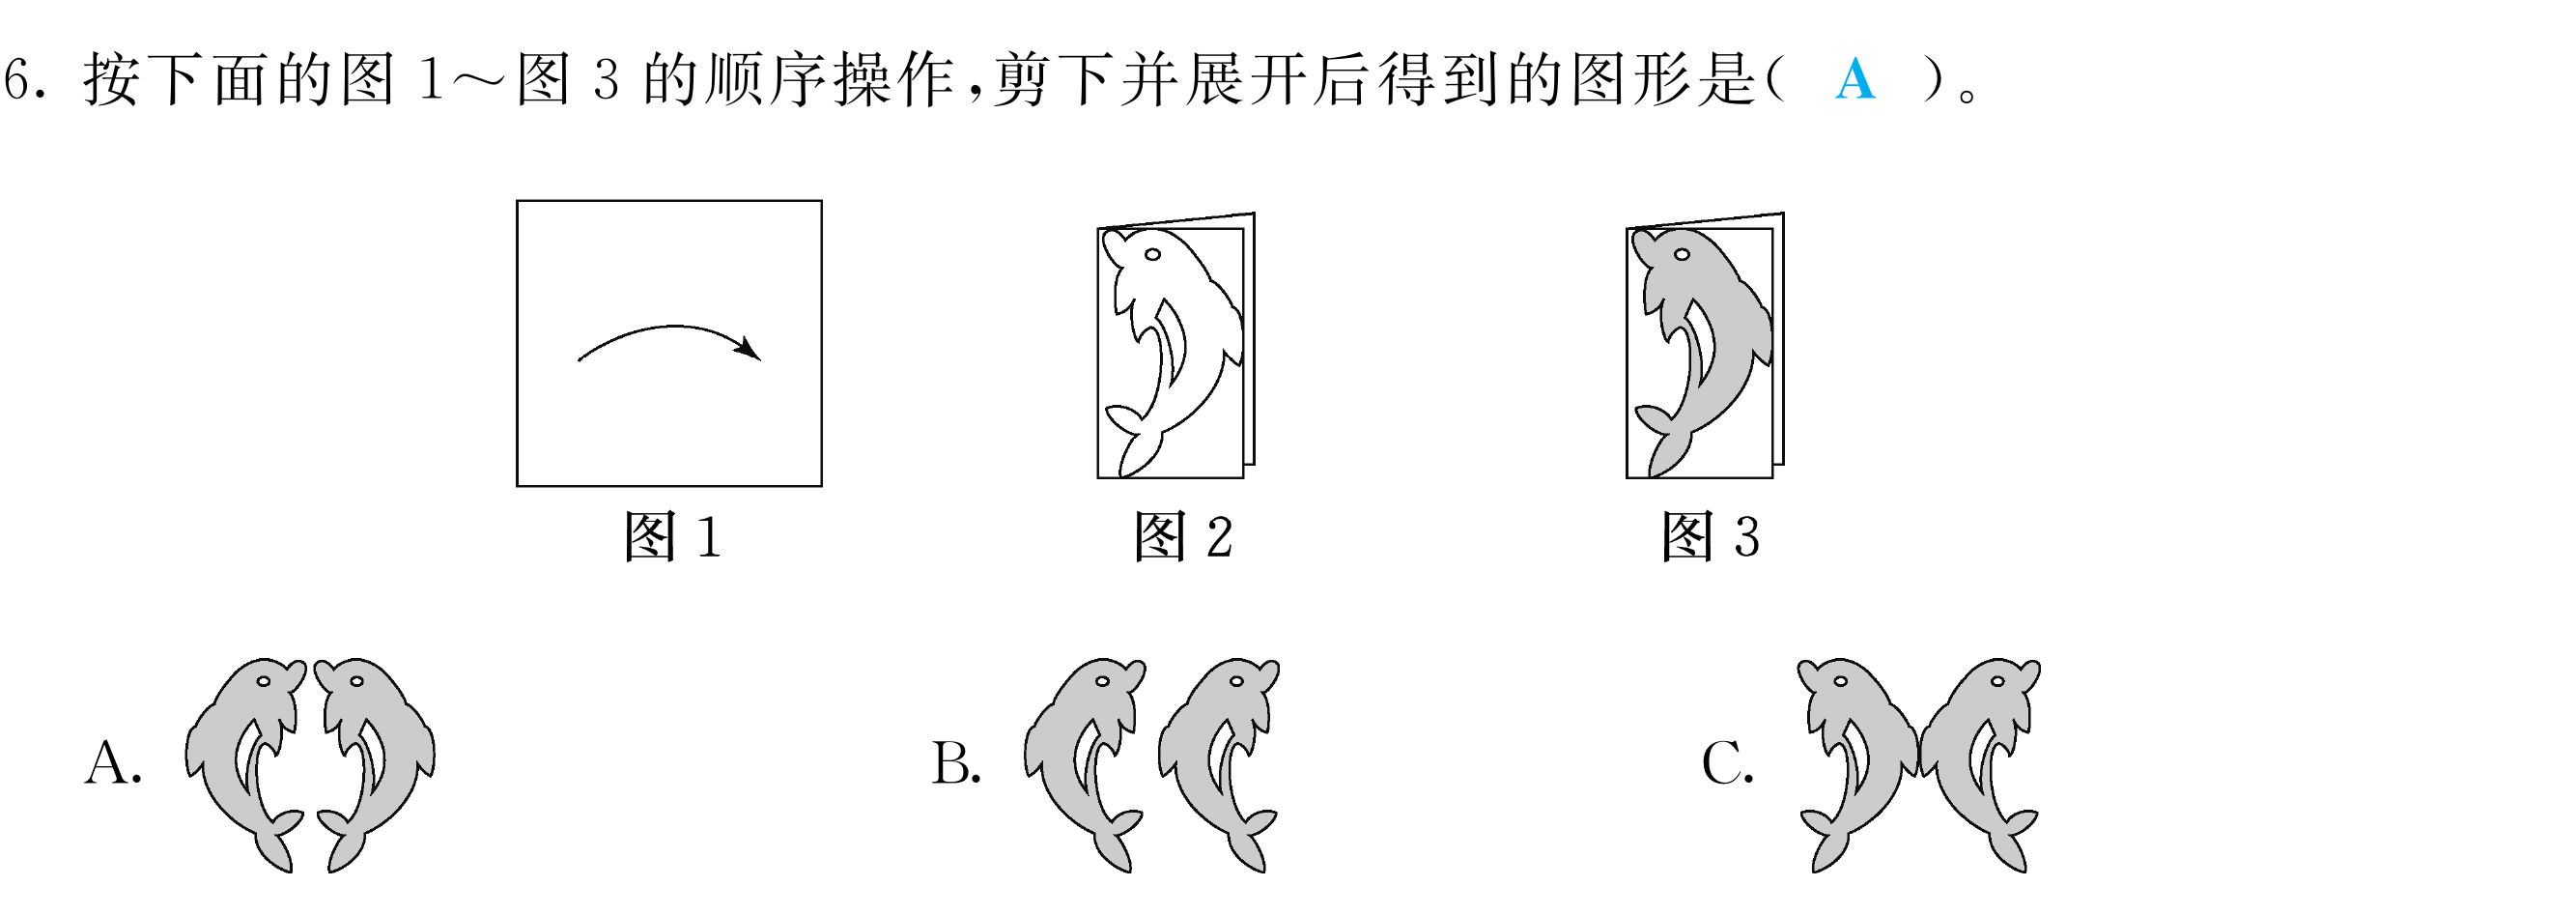 6. 按下面的图 1～图 3 的顺序操作,剪下并展开后得到的图形是( A )。
图 1 图 2 图 3
A. B. C.